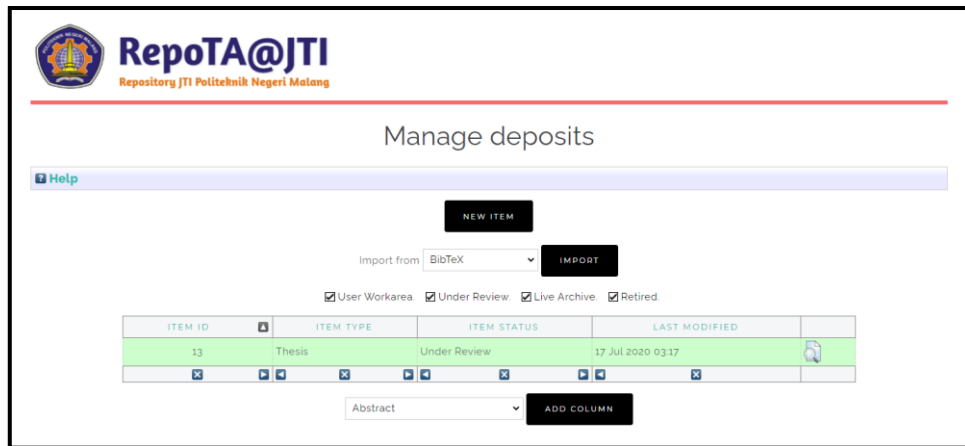 RepoTA@JTI
Repository JTI Politeknik Negeri Malang
Manage deposits
Help
NEW ITEM
Import from BibTeX IMPORT
User Workarea. Under Review. Live Archive. Retired.
ITEM ID ITEM TYPE ITEM STATUS LAST MODIFIED
13 Thesis Under Review 17 Jul 2020 03:17
Abstract ADD COLUMN